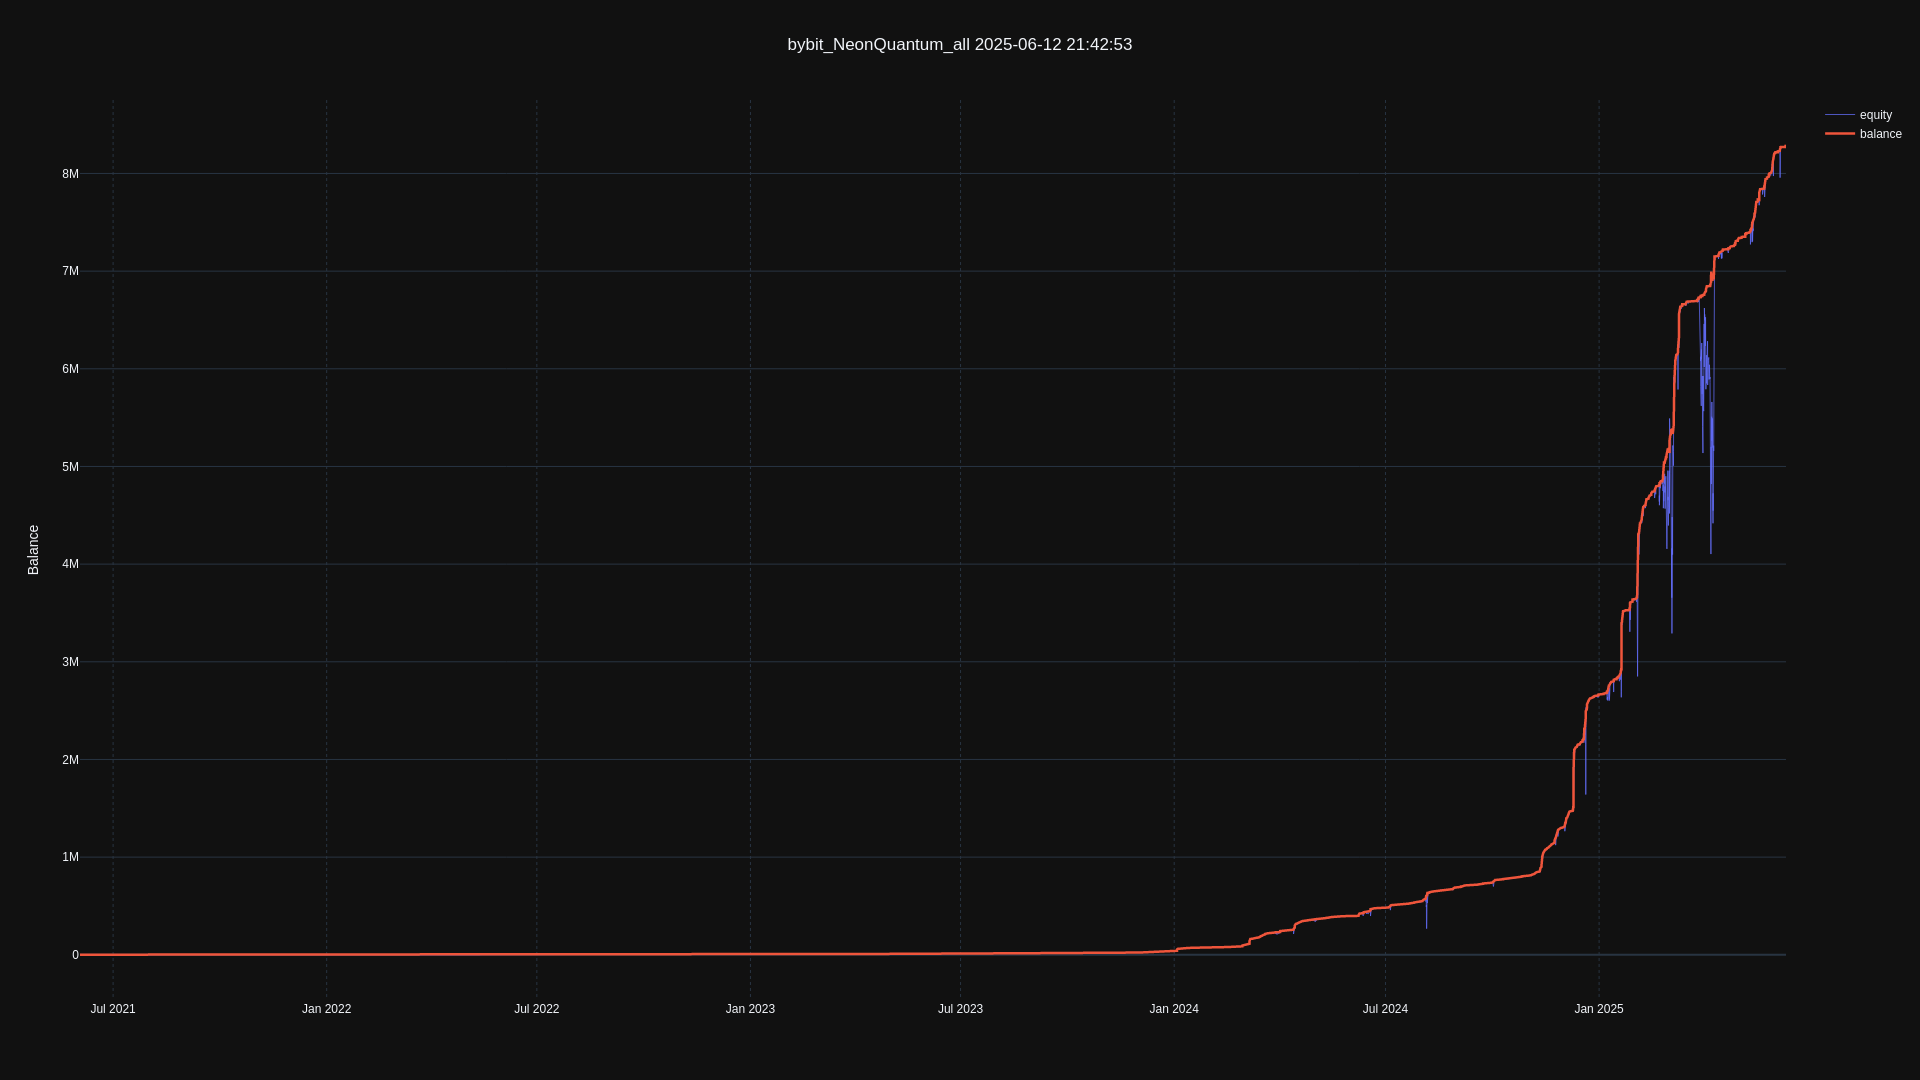 bybit_NeonQuantum_all 2025-06-12 21:42:53
equity
balance
8M
7M
6M
5M
4M
3M
2M
1M
0
Balance
Jul 2021
Jan 2022
Jul 2022
Jan 2023
Jul 2023
Jan 2024
Jul 2024
Jan 2025